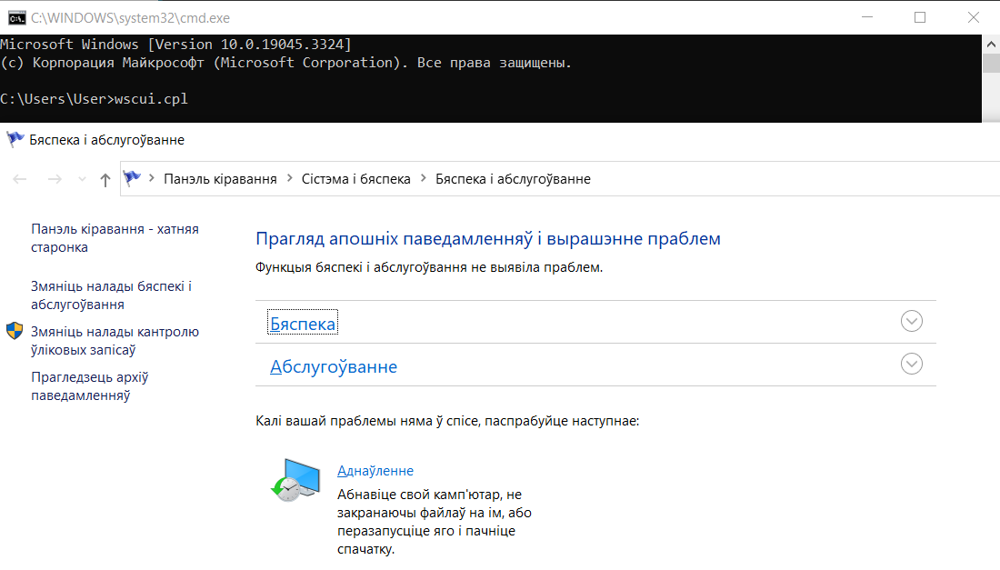 C:\WINDOWS\system32\cmd.exe
Microsoft Windows [Version 10.0.19045.3324]
(c) Корпорация Майкрософт (Microsoft Corporation). Все права защищены.
C:\Users\User>wscui.cpl
Бяспека і абслугоўванне
Панэль кіравання > Сістэма і бяспека > Бяспека і абслугоўванне
Панэль кіравання - хатняя
старонка
Змяніць налады бяспекі і
абслугоўвання
Змяніць налады кантролю
ўліковых запісаў
Прагледзець архіў
паведамленняў
Прагляд апошніх паведамленняў і вырашэнне праблем
Функцыя бяспекі і абслугоўвання не выявіла праблем.
Бяспека
Абслугоўванне
Калі вашай праблемы няма ў спісе, паспрабуйце наступнае:
Аднаўленне
Абнавіце свой камп'ютар, не
закранаючы файлаў на ім, або
перазапусціце яго і пачніце
спачатку.